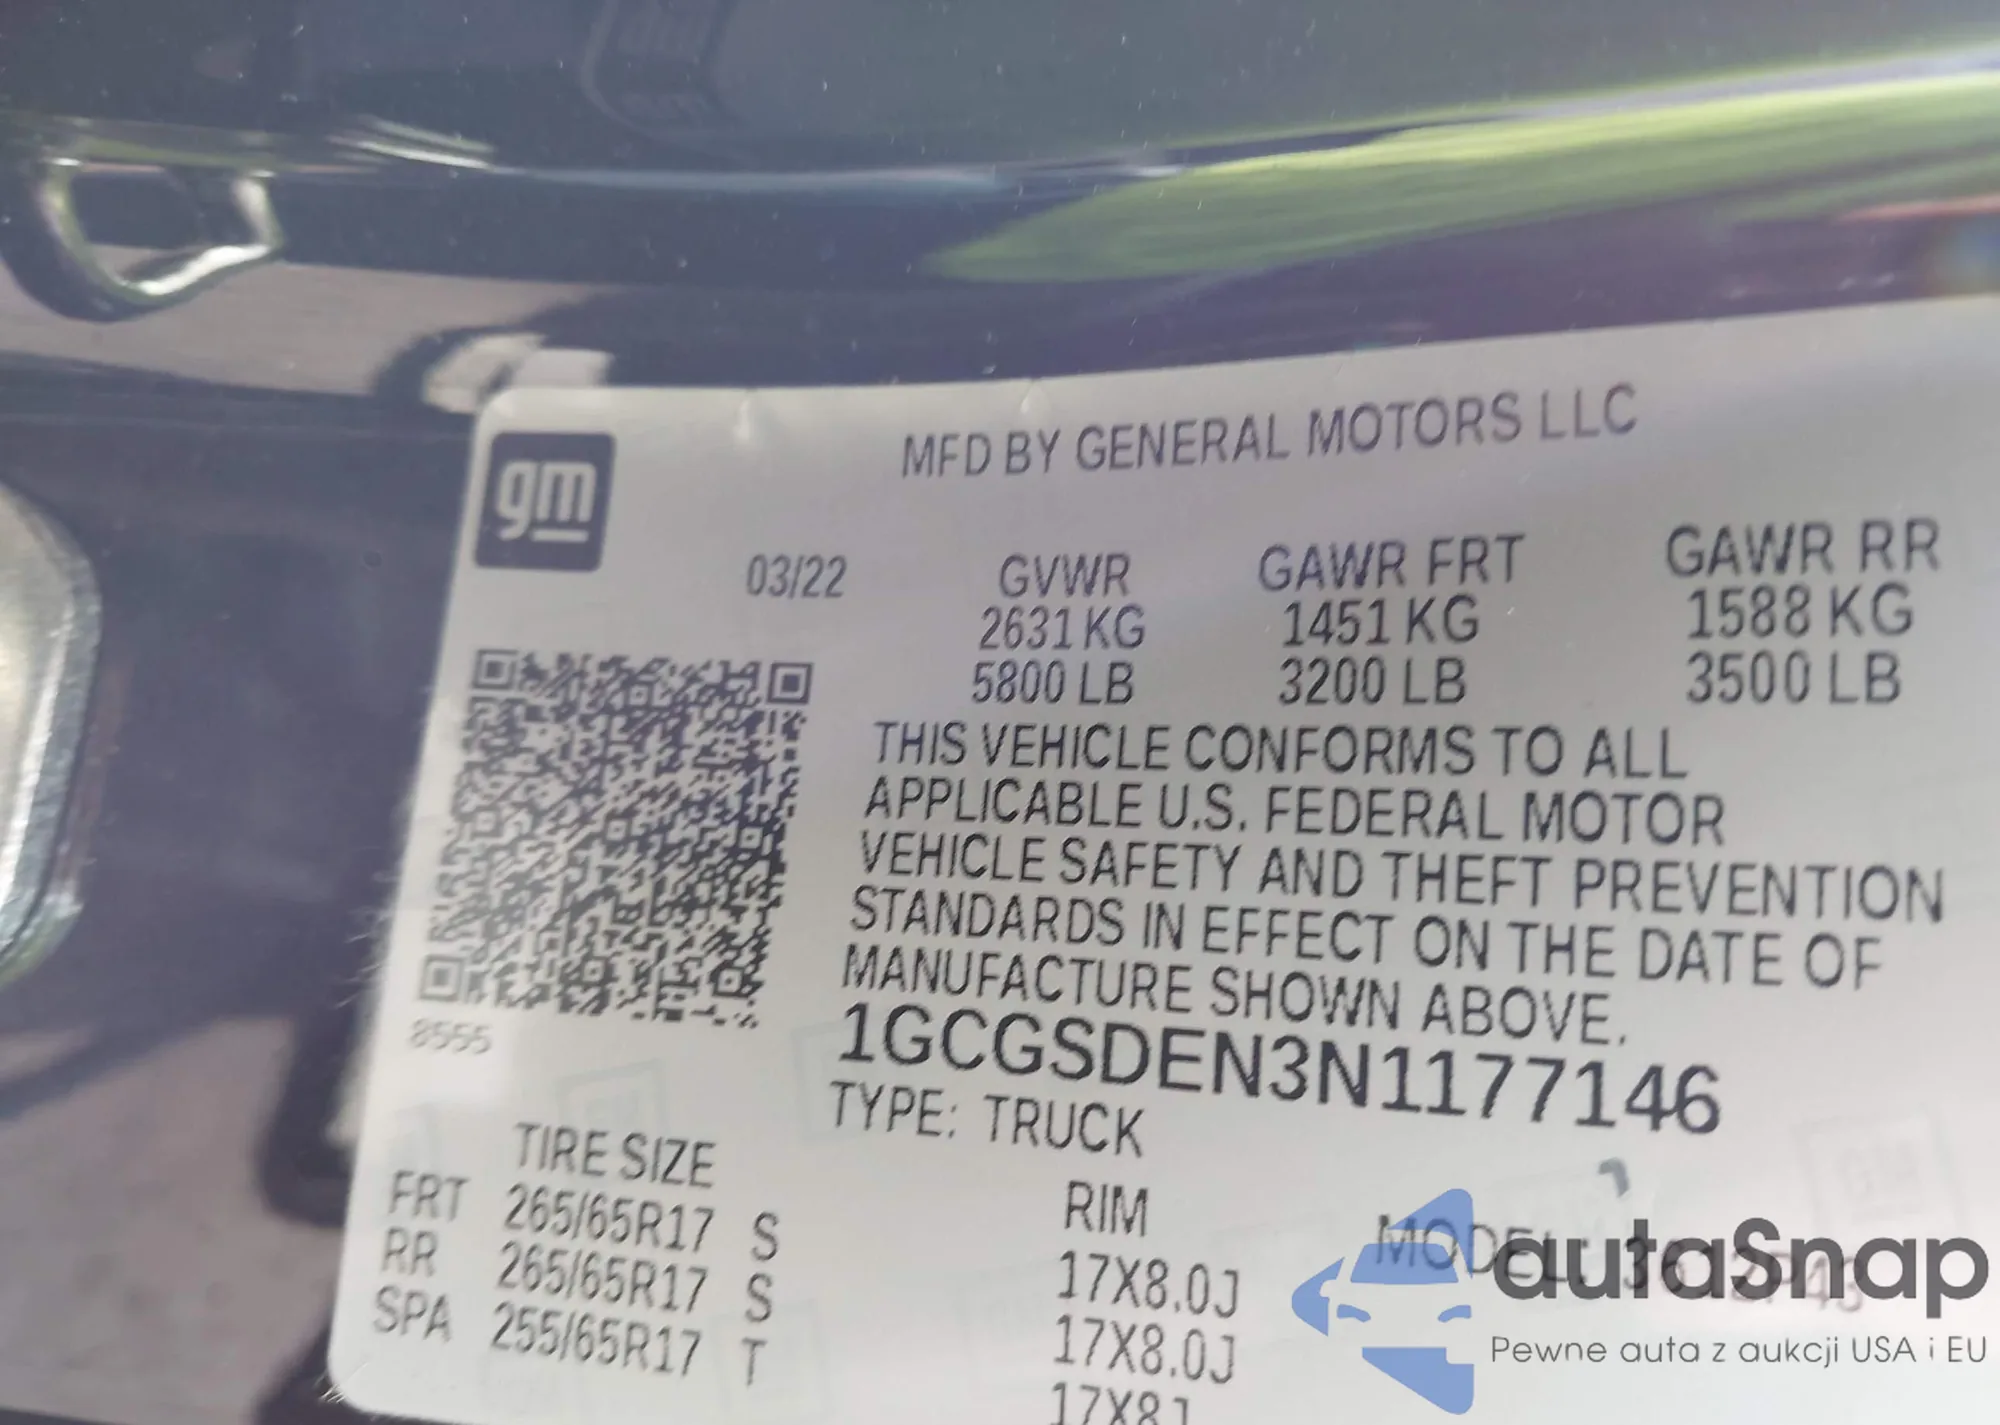 gm
MFD BY GENERAL MOTORS LLC
03/22 GVWR GAWR FRT GAWR RR
2631 KG 1451 KG 1588 KG
5800 LB 3200 LB 3500 LB
THIS VEHICLE CONFORMS TO ALL
APPLICABLE U.S. FEDERAL MOTOR
VEHICLE SAFETY AND THEFT PREVENTION
STANDARDS IN EFFECT ON THE DATE OF
MANUFACTURE SHOWN ABOVE.
8555
1GCGSDEN3N1177146
TYPE: TRUCK
TIRE SIZE RIM MODEL:
FRT 265/65R17 S 17X8.0J
RR 265/65R17 S 17X8.0J
SPA 255/65R17 T 17X8J
autaSnap
Pewne auta z aukcji USA i EU